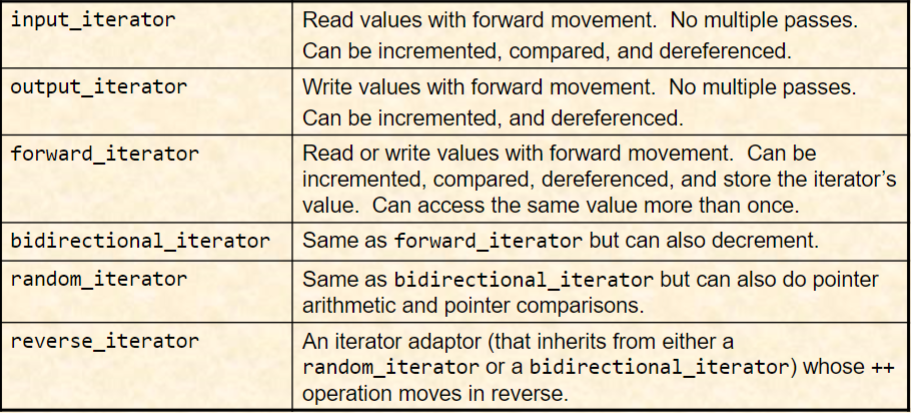 input_iterator
Read values with forward movement. No multiple passes.
Can be incremented, compared, and dereferenced.
output_iterator
Write values with forward movement. No multiple passes.
Can be incremented, and dereferenced.
forward_iterator
Read or write values with forward movement. Can be
incremented, compared, dereferenced, and store the iterator's
value. Can access the same value more than once.
bidirectional_iterator
Same as forward_iterator but can also decrement.
random_iterator
Same as bidirectional_iterator but can also do pointer
arithmetic and pointer comparisons.
reverse_iterator
An iterator adaptor (that inherits from either a
random_iterator or a bidirectional_iterator) whose ++
operation moves in reverse.